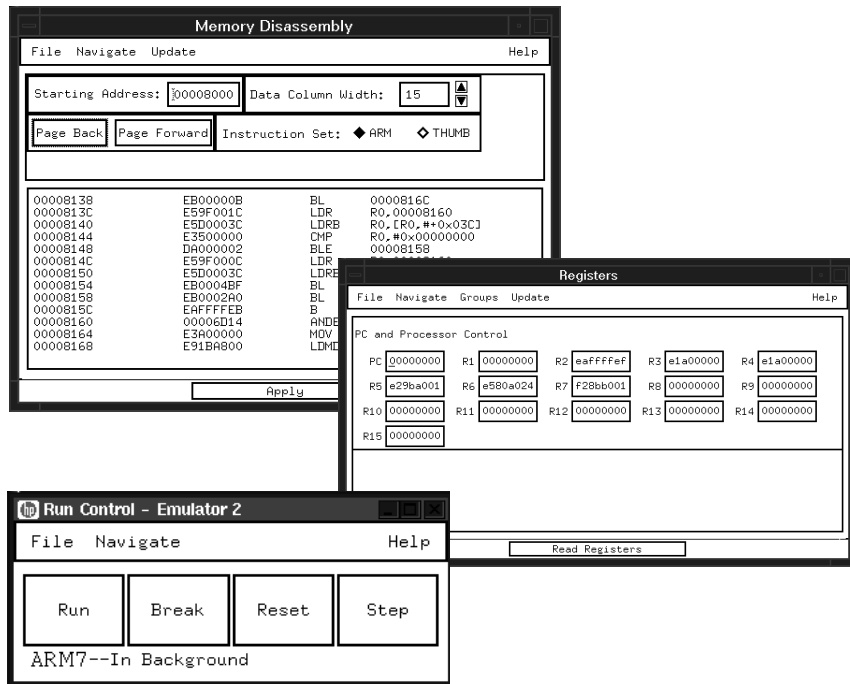 Memory Disassembly
File Navigate Update Help
Starting Address: 00008000 Data Column Width: 15
Page Back Page Forward Instruction Set: ARM THUMB
00008138 EB00000B BL 0000816C
0000813C E59F001C LDR R0,00008160
00008140 E5D0003C LDRB R0,[R0,#+0x03C]
00008144 E3500000 CMP R0,#0x00000000
00008148 DA000002 BLE 00008158
0000814C E59F000C LDR
00008150 E5D0003C LDRB
00008154 EB0004BF BL
00008158 EB0002A0 BL
0000815C EAFFFFEB B
00008160 00006D14 ANDE
00008164 E3A00000 MOV
00008168 E91BA800 LDMD
Apply
Registers
File Navigate Groups Update Help
PC and Processor Control
PC 00000000 R1 00000000 R2 eaffffef R3 e1a00000 R4 e1a00000
R5 e29ba001 R6 e580a024 R7 f28bb001 R8 00000000 R9 00000000
R10 00000000 R11 00000000 R12 00000000 R13 00000000 R14 00000000
R15 00000000
Read Registers
hp Run Control - Emulator 2
File Navigate Help
Run Break Reset Step
ARM7--In Background